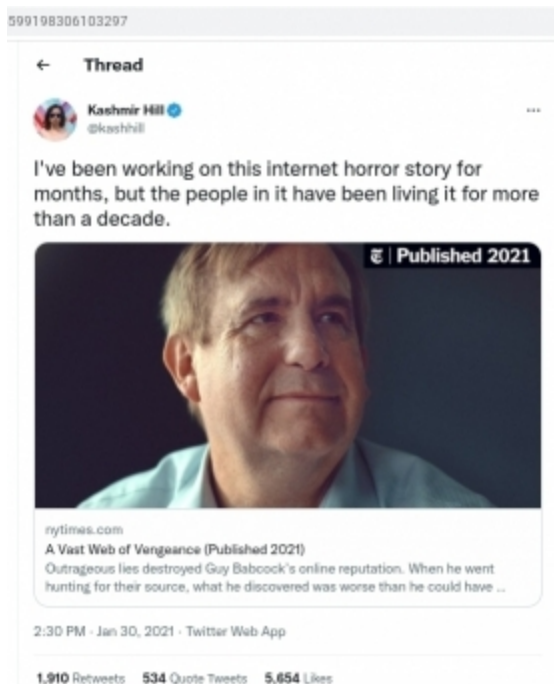 599198306103297
← Thread
Kashmir Hill
@kashhill
...
I've been working on this internet horror story for
months, but the people in it have been living it for more
than a decade.
T | Published 2021
nytimes.com
A Vast Web of Vengeance (Published 2021)
Outrageous lies destroyed Guy Babcock's online reputation. When he went
hunting for their source, what he discovered was worse than he could have ...
2:30 PM · Jan 30, 2021 · Twitter Web App
1,910 Retweets 534 Quote Tweets 5,654 Likes